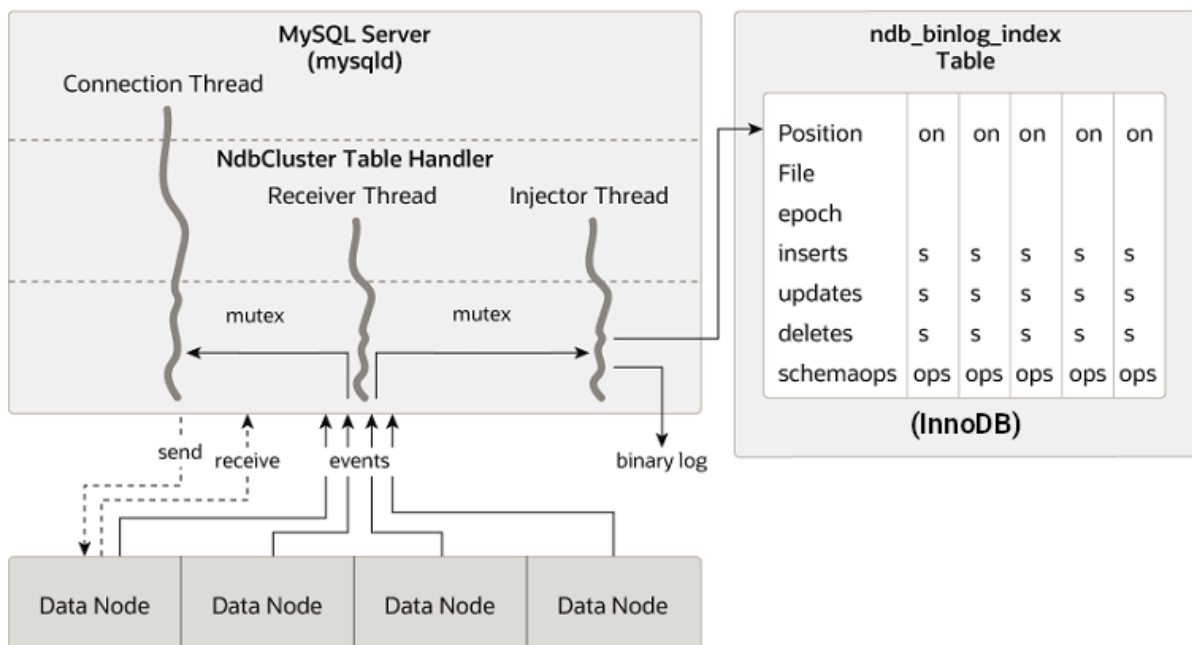 MySQL Server
(mysqld)
Connection Thread
NdbCluster Table Handler
Receiver Thread
Injector Thread
mutex
mutex
send
receive
events
binary log
Data Node
Data Node
Data Node
Data Node
ndb_binlog_index
Table
Position on on on on on
File
epoch
inserts s s s s s
updates s s s s s
deletes s s s s s
schemaops ops ops ops ops ops
(InnoDB)